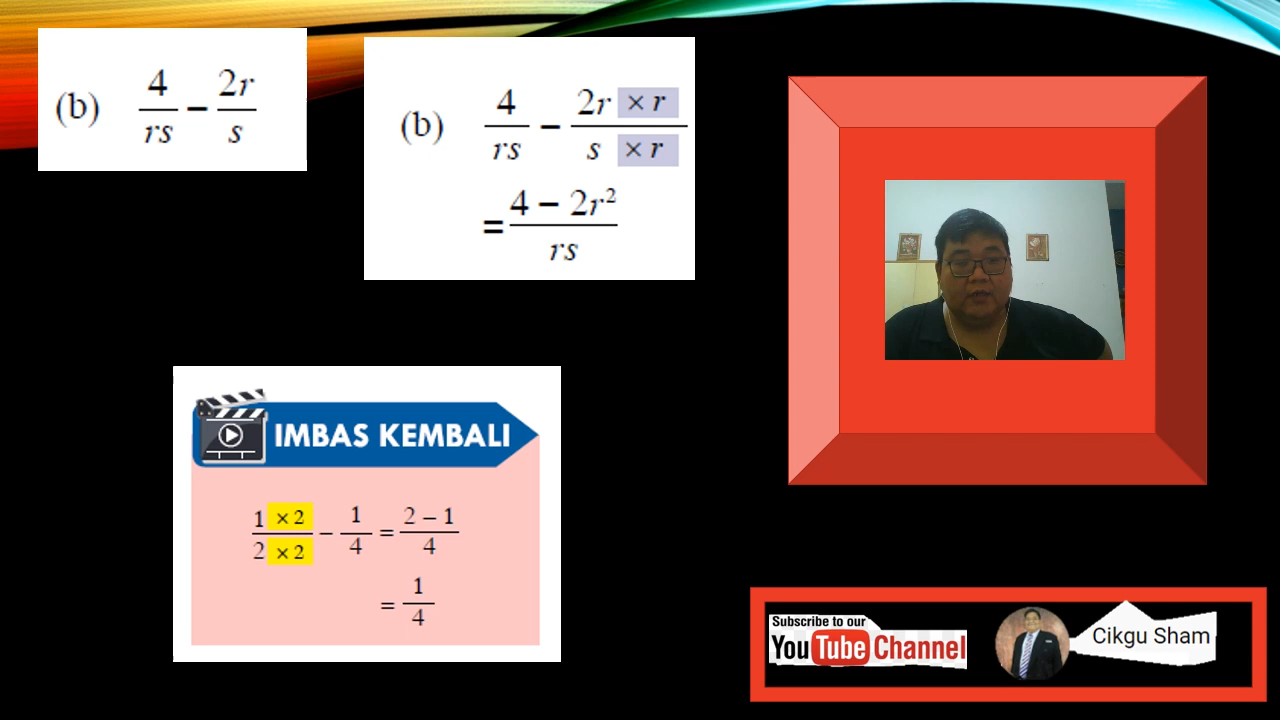 (b) 4/rs − 2r/s
(b) 4/rs − 2r × r/s × r
= 4 − 2r²/rs
IMBAS KEMBALI
1 × 2/2 × 2 − 1/4 = 2 − 1/4
= 1/4
Subscribe to our
YouTube Channel
Cikgu Sham